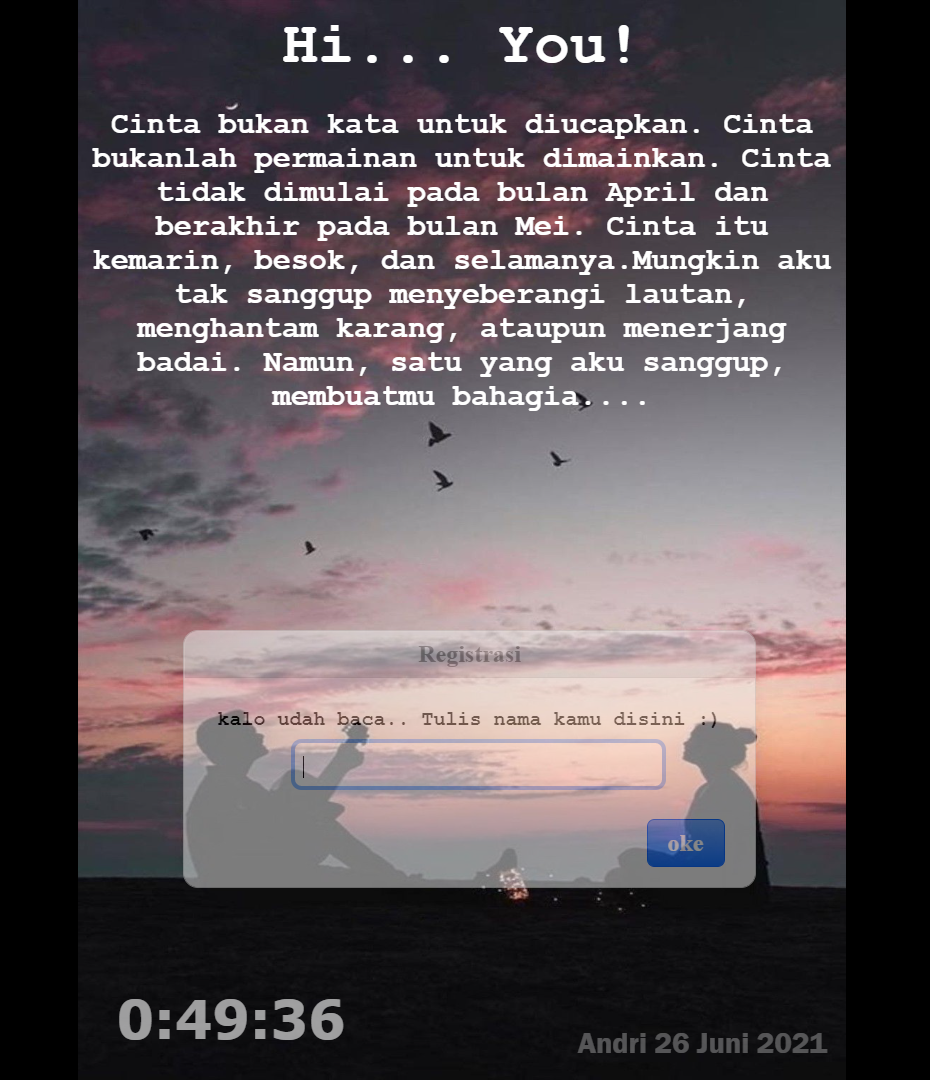 Hi... You!
Cinta bukan kata untuk diucapkan. Cinta
bukanlah permainan untuk dimainkan. Cinta
tidak dimulai pada bulan April dan
berakhir pada bulan Mei. Cinta itu
kemarin, besok, dan selamanya.Mungkin aku
tak sanggup menyeberangi lautan,
menghantam karang, ataupun menerjang
badai. Namun, satu yang aku sanggup,
membuatmu bahagia....
Registrasi
kalo udah baca.. Tulis nama kamu disini :)
oke
0:49:36
Andri 26 Juni 2021